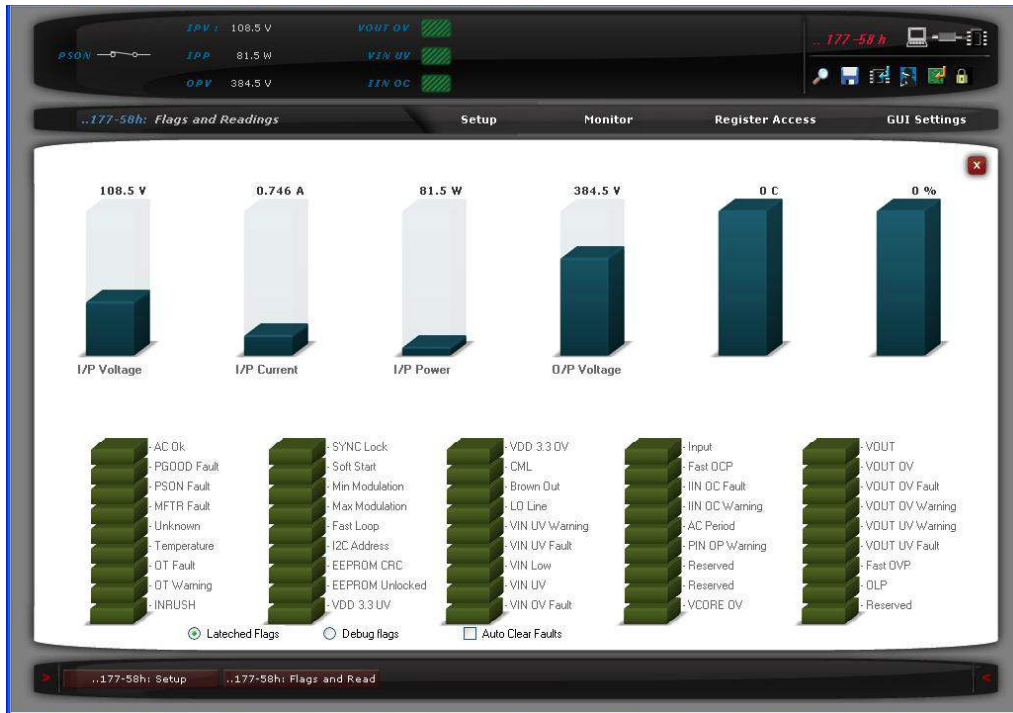 IPV : 108.5 V VOUT OV
.. 177-58 h
PSON IPP 81.5 W VIN UV
OPV 384.5 V IIN OC
..177-58h: Flags and Readings Setup Monitor Register Access GUI Settings
x
108.5 V 0.746 A 81.5 W 384.5 V 0 C 0 %
I/P Voltage I/P Current I/P Power O/P Voltage
AC Ok
PGOOD Fault
PSON Fault
MFTR Fault
Unknown
Temperature
OT Fault
OT Warning
INRUSH
SYNC Lock
Soft Start
Min Modulation
Max Modulation
Fast Loop
I2C Address
EEPROM CRC
EEPROM Unlocked
VDD 3.3 UV
VDD 3.3 OV
CML
Brown Out
LO Line
VIN UV Warning
VIN UV Fault
VIN Low
VIN UV
VIN OV Fault
Input
Fast OCP
IIN OC Fault
IIN OC Warning
AC Period
PIN OP Warning
Reserved
Reserved
VCORE OV
VOUT
VOUT OV
VOUT OV Fault
VOUT OV Warning
VOUT UV Warning
VOUT UV Fault
Fast OVP
OLP
Reserved
Lateched Flags Debug flags Auto Clear Faults
> ..177-58h: Setup ..177-58h: Flags and Read <